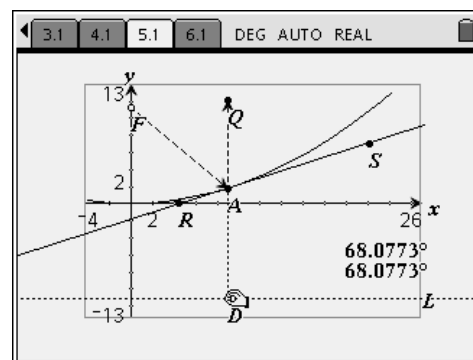 3.1 4.1 5.1 6.1 DEG AUTO REAL
13 y
Q
F
2
S
A
x
-4 2 R 26
68.0773°
68.0773°
-13 D L